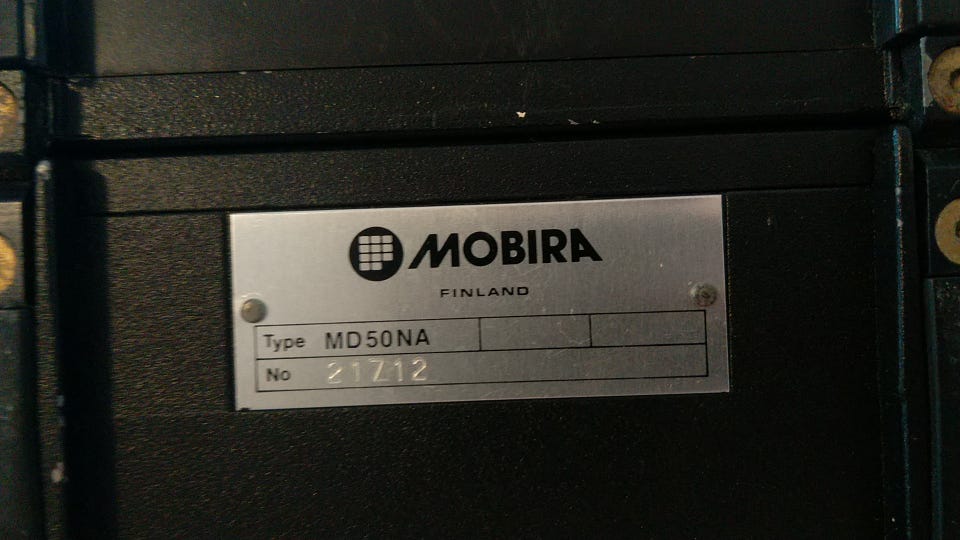 MOBIRA
FINLAND
Type MD50NA
No 21712